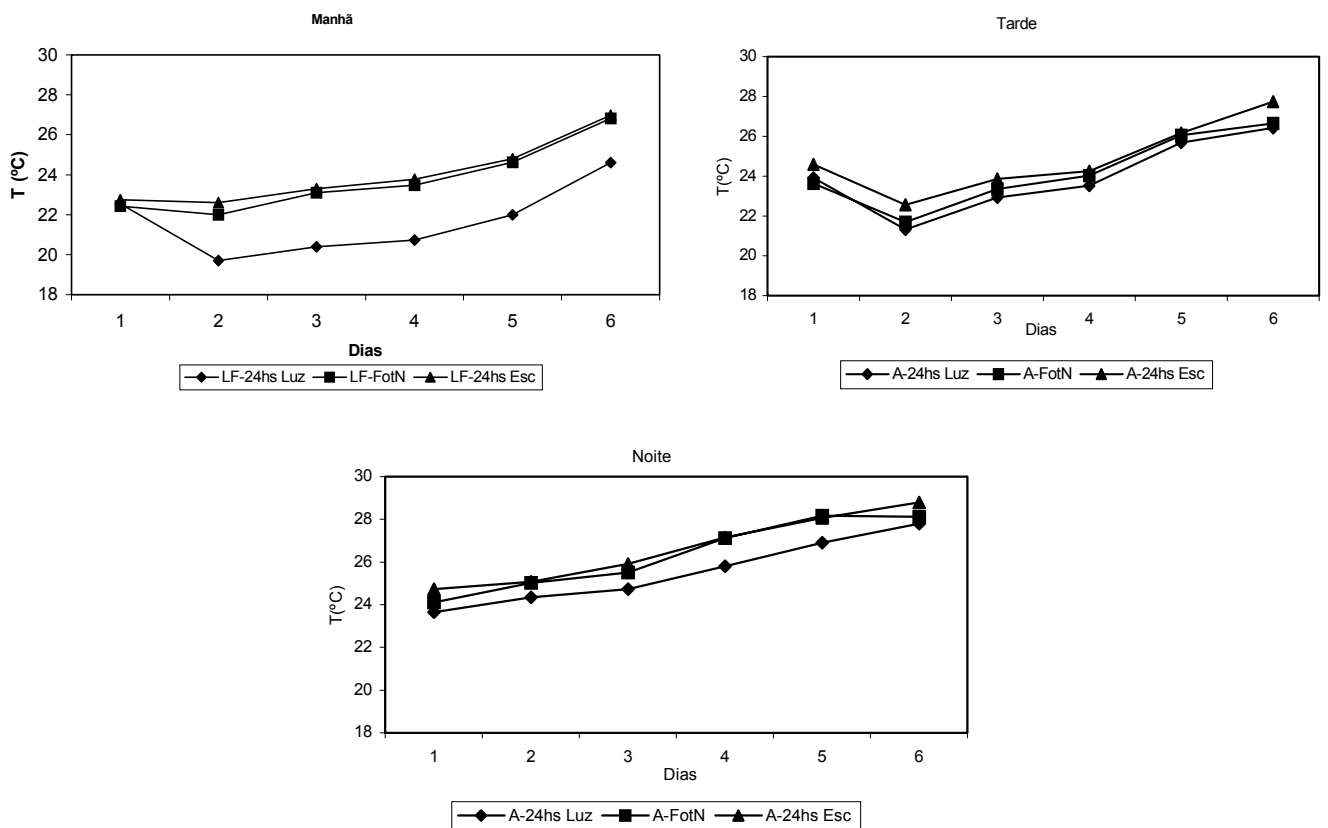 Manhã
30
28
26
24
22
20
18
T (ºC)
1 2 3 4 5 6
Dias
LF-24hs Luz LF-FotN LF-24hs Esc
Tarde
30
28
26
24
22
20
18
T(ºC)
1 2 3 4 5 6
Dias
A-24hs Luz A-FotN A-24hs Esc
Noite
30
28
26
24
22
20
18
T(ºC)
1 2 3 4 5 6
Dias
A-24hs Luz A-FotN A-24hs Esc